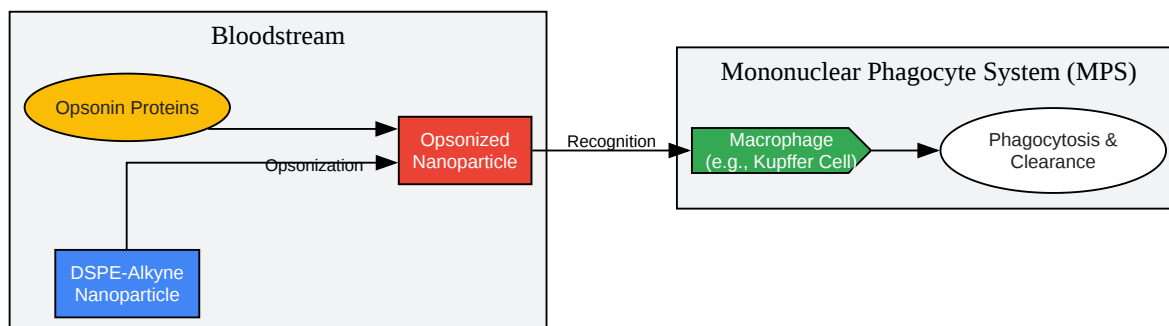 Bloodstream
Opsonin Proteins
Opsonized
Nanoparticle
Opsonization
DSPE-Alkyne
Nanoparticle
Recognition
Mononuclear Phagocyte System (MPS)
Macrophage
(e.g., Kupffer Cell)
Phagocytosis &
Clearance